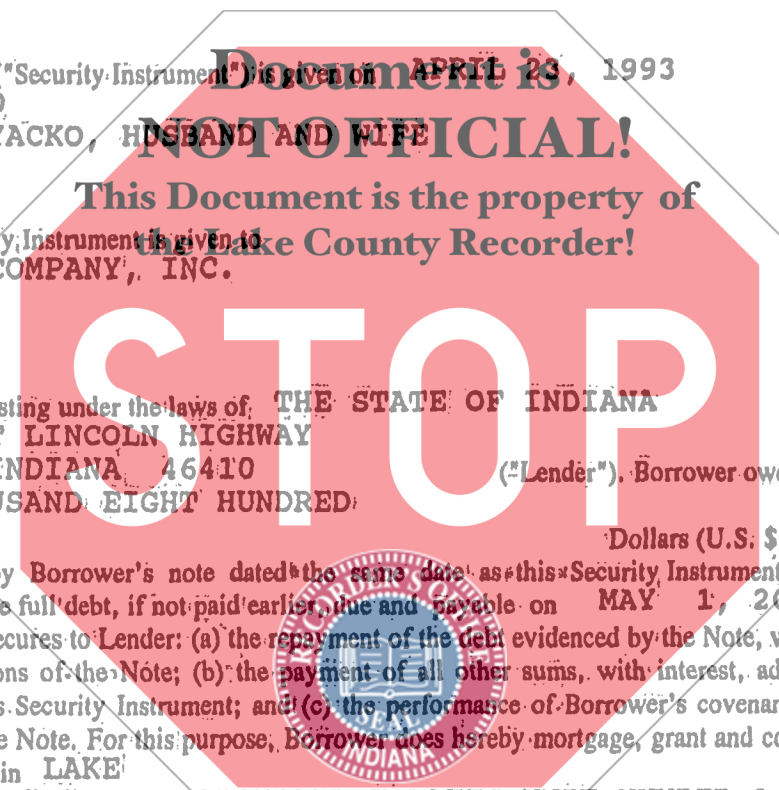 Document is
NOT OFFICIAL!
This Document is the property of
the Lake County Recorder!
STOP
("Security Instrument") is given on APRIL 23, 1993
YACKO, HUSBAND AND WIFE
y Instrument is given to
COMPANY, INC.
sting under the laws of THE STATE OF INDIANA
LINCOLN HIGHWAY
INDIANA 46410 ("Lender"). Borrower owe
USAND EIGHT HUNDRED
Dollars (U.S. $
y Borrower's note dated the same date as this Security Instrument
e full debt, if not paid earlier, due and payable on MAY 1, 20
ecures to Lender: (a) the repayment of the debt evidenced by the Note, w
ons of the Note; (b) the payment of all other sums, with interest, ad
s Security Instrument; and (c) the performance of Borrower's covenan
e Note. For this purpose, Borrower does hereby mortgage, grant and co
in LAKE
RECORDER'S OFFICE
SEAL
INDIANA